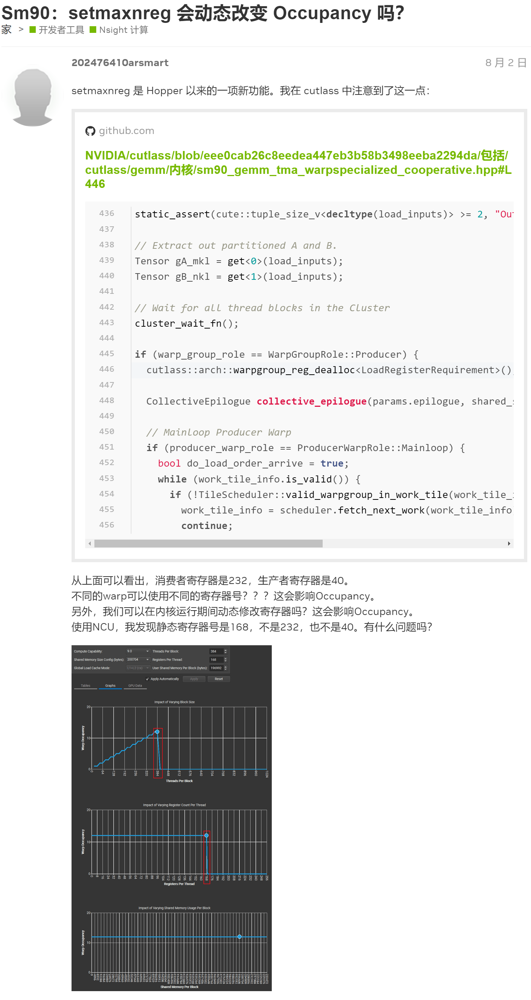 Sm90：setmaxnreg 会动态改变 Occupancy 吗？
家 > 开发者工具 Nsight 计算
202476410arsmart 8 月 2 日
setmaxnreg 是 Hopper 以来的一项新功能。我在 cutlass 中注意到了这一点：
github.com
NVIDIA/cutlass/blob/eee0cab26c8eedea447eb3b58b3498eeba2294da/包括/
cutlass/gemm/内核/sm90_gemm_tma_warpspecialized_cooperative.hpp#L
446
436 static_assert(cute::tuple_size_v<decltype(load_inputs)> >= 2, "Out
437
438 // Extract out partitioned A and B.
439 Tensor gA_mkl = get<0>(load_inputs);
440 Tensor gB_nkl = get<1>(load_inputs);
441
442 // Wait for all thread blocks in the Cluster
443 cluster_wait_fn();
444
445 if (warp_group_role == WarpGroupRole::Producer) {
446 cutlass::arch::warpgroup_reg_dealloc<LoadRegisterRequirement>()
447
448 CollectiveEpilogue collective_epilogue(params.epilogue, shared_s
449
450 // Mainloop Producer Warp
451 if (producer_warp_role == ProducerWarpRole::Mainloop) {
452 bool do_load_order_arrive = true;
453 while (work_tile_info.is_valid()) {
454 if (!TileScheduler::valid_warpgroup_in_work_tile(work_tile_i
455 work_tile_info = scheduler.fetch_next_work(work_tile_info
456 continue;
从上面可以看出，消费者寄存器是232，生产者寄存器是40。
不同的warp可以使用不同的寄存器号？？？这会影响Occupancy。
另外，我们可以在内核运行期间动态修改寄存器吗？这会影响Occupancy。
使用NCU，我发现静态寄存器号是168，不是232，也不是40。有什么问题吗？
Compute Capability: 9.0 Threads Per Block: 384
Shared Memory Size Config (bytes): 200704 Registers Per Thread: 168
Global Load Cache Mode: L1+L2 (ca) User Shared Memory Per Block (bytes): 196992
Apply Automatically Apply Reset
Tables Graphs GPU Data
Impact of Varying Block Size
20
10
0
Warp Occupancy
0 64 128 192 256 320 384 448 512 576 640 704 768 832 896 960 1024
Threads Per Block
Impact of Varying Register Count Per Thread
20
10
0
Warp Occupancy
0 8 16 24 32 40 48 56 64 72 80 88 96 104 112 120 128 136 144 152 160 168 176 184 192 200 208 216 224 232 240 248 256
Registers Per Thread
Impact of Varying Shared Memory Usage Per Block
20
10
0
Warp Occupancy
Shared Memory Per Block